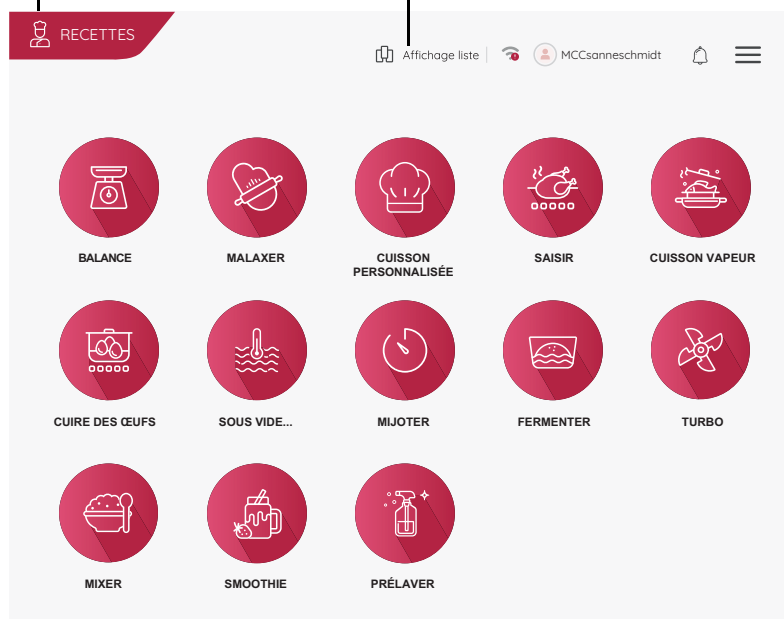 RECETTES
Affichage liste
MCCsanneschmidt
BALANCE
MALAXER
CUISSON
PERSONNALISÉE
SAISIR
CUISSON VAPEUR
CUIRE DES ŒUFS
SOUS VIDE...
MIJOTER
FERMENTER
TURBO
MIXER
SMOOTHIE
PRÉLAVER